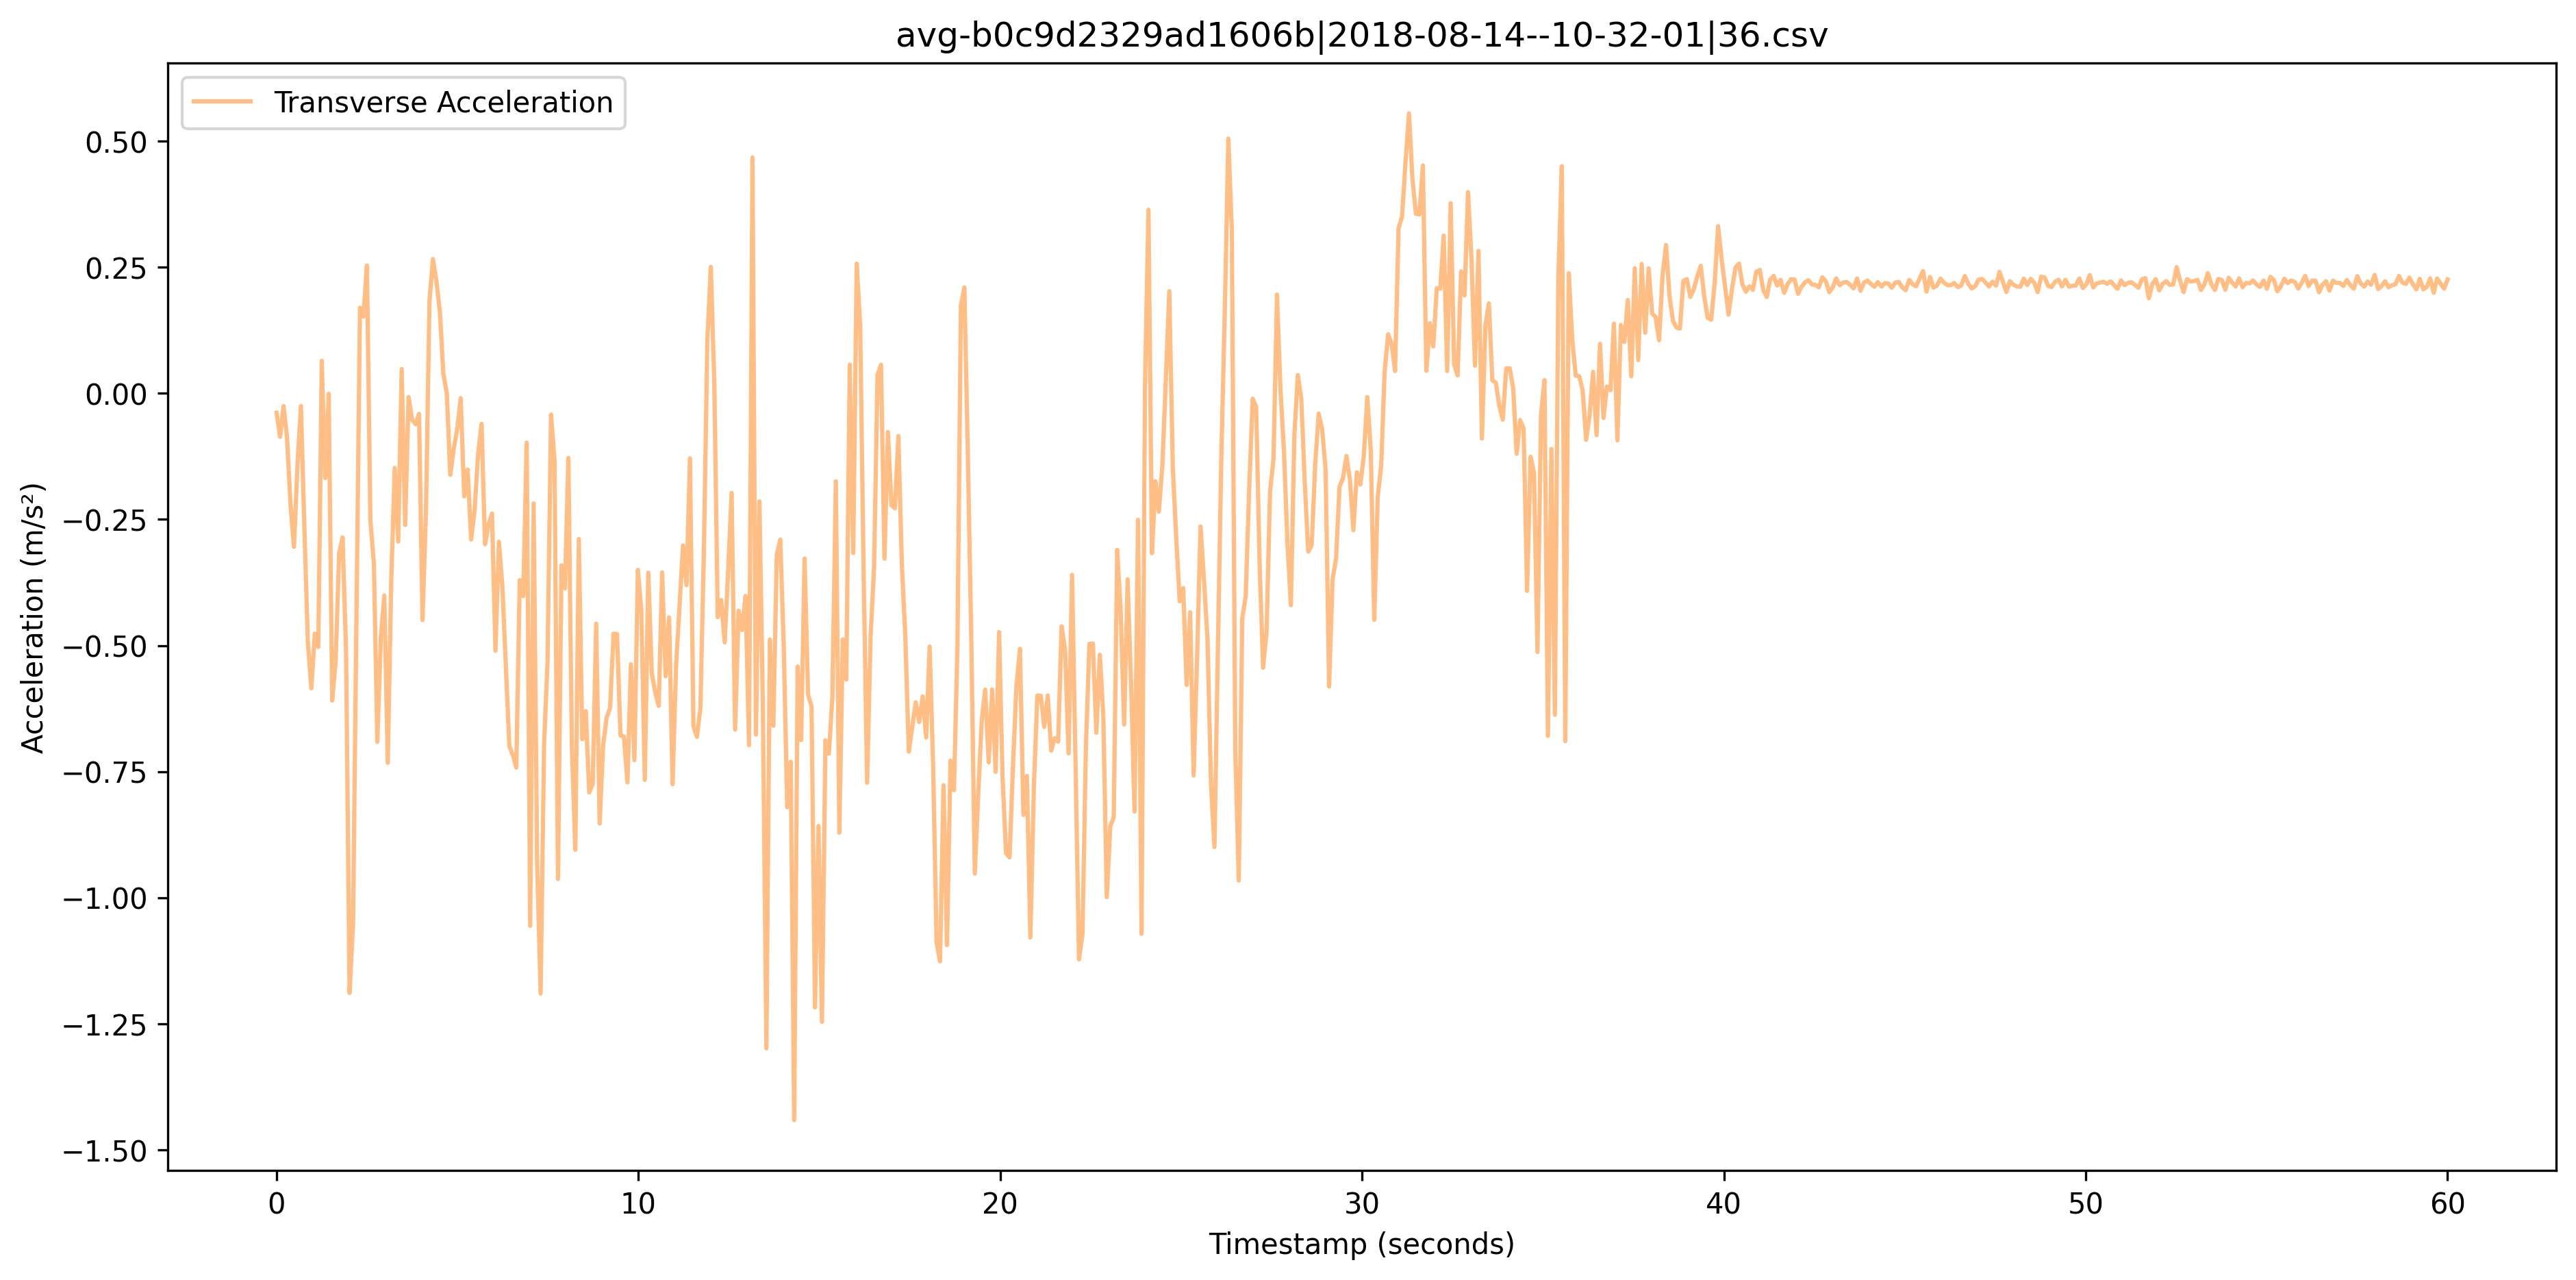 avg-b0c9d2329ad1606b|2018-08-14--10-32-01|36.csv
Transverse Acceleration
Acceleration (m/s²)
0.50
0.25
0.00
−0.25
−0.50
−0.75
−1.00
−1.25
−1.50
0 10 20 30 40 50 60
Timestamp (seconds)